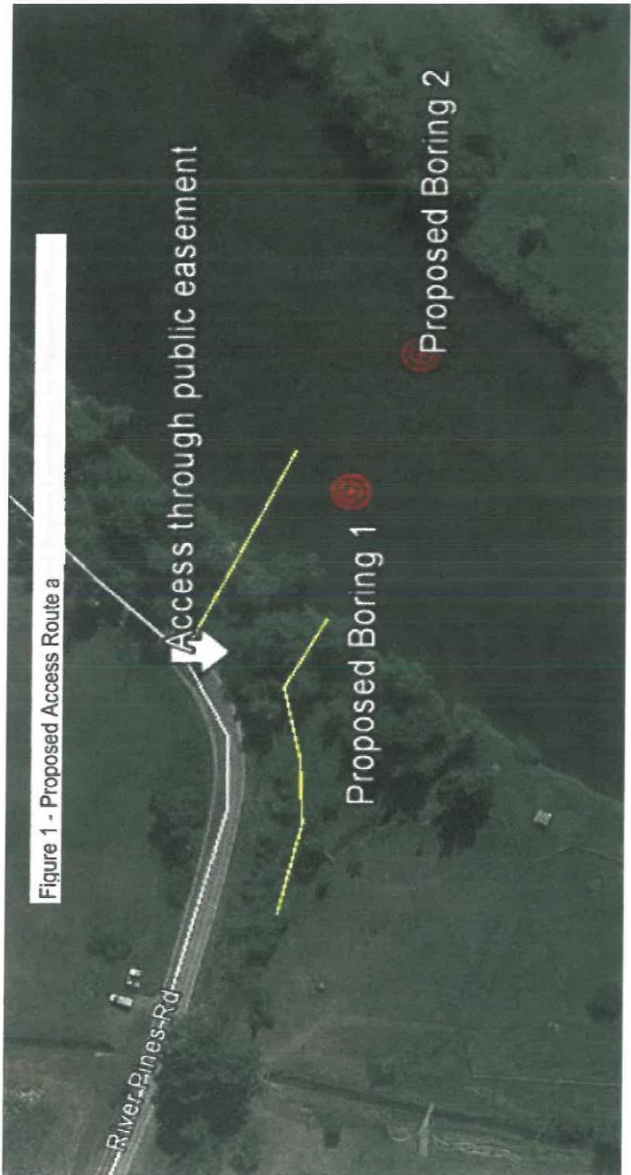 Figure 1 - Proposed Access Route a
Access through public easement
River Pines Rd
Proposed Boring 1
Proposed Boring 2